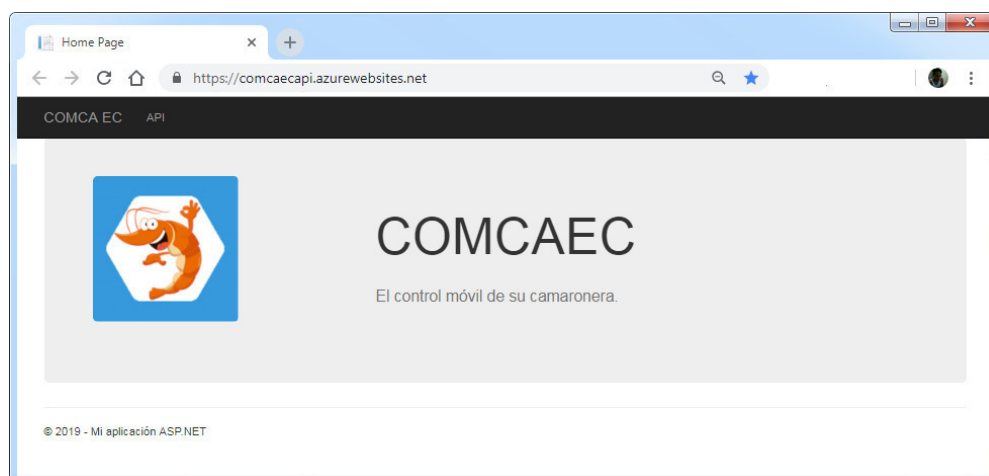 Home Page
https://comcaecapi.azurewebsites.net
COMCA EC API
COMCAEC
El control móvil de su camaronera.
© 2019 - Mi aplicación ASP.NET